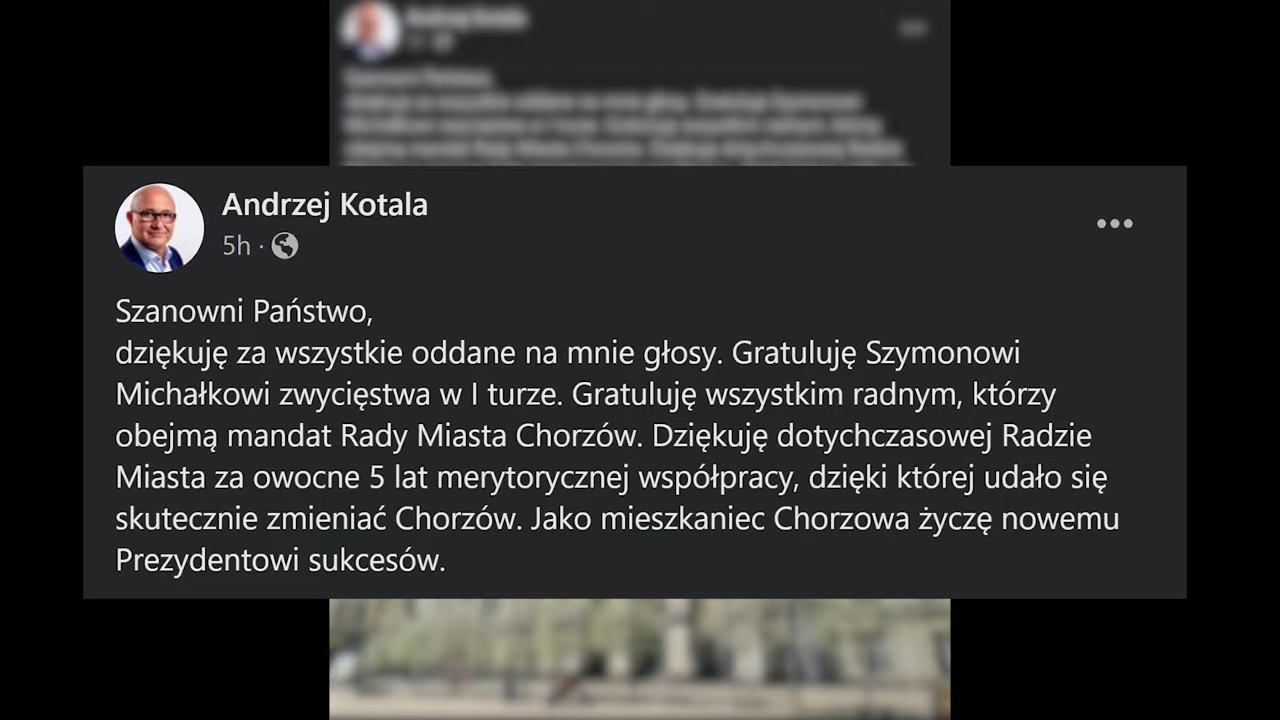 Andrzej Kotala
5h ·
Szanowni Państwo,
dziękuję za wszystkie oddane na mnie głosy. Gratuluję Szymonowi
Michałkowi zwycięstwa w I turze. Gratuluję wszystkim radnym, którzy
obejmą mandat Rady Miasta Chorzów. Dziękuję dotychczasowej Radzie
Miasta za owocne 5 lat merytorycznej współpracy, dzięki której udało się
skutecznie zmieniać Chorzów. Jako mieszkaniec Chorzowa życzę nowemu
Prezydentowi sukcesów.